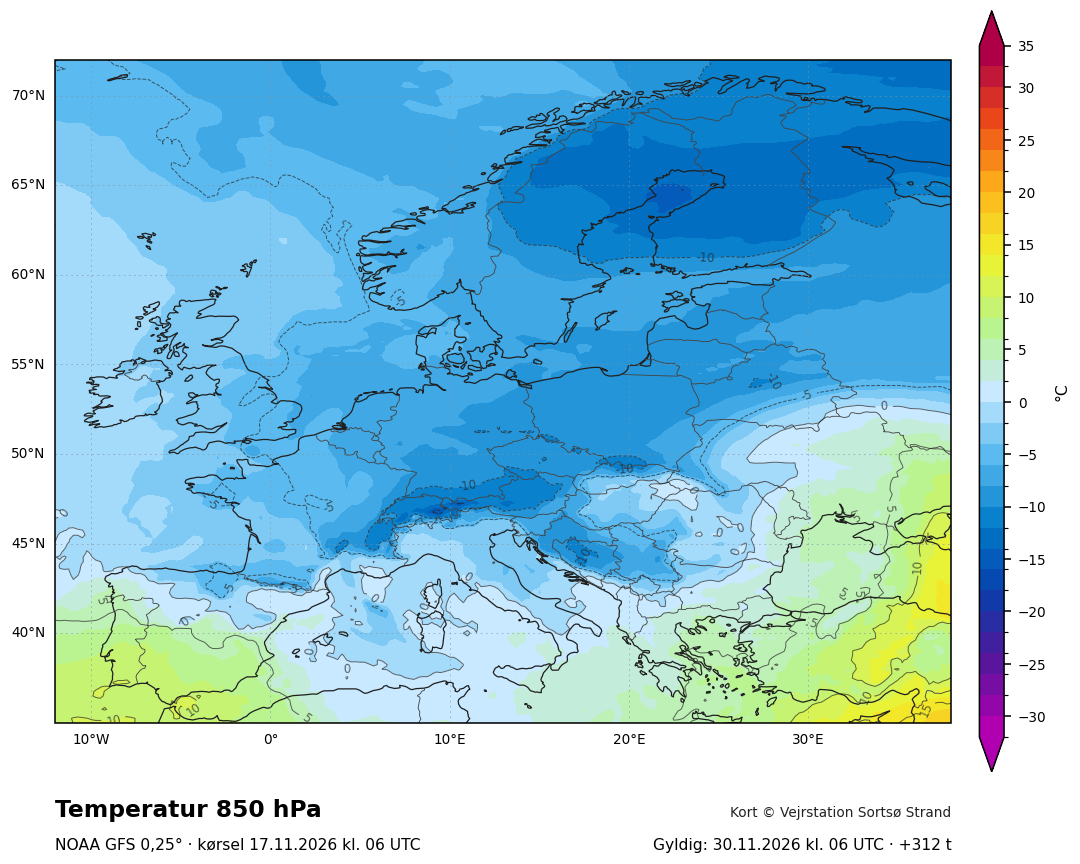 70°N
65°N
60°N
55°N
50°N
45°N
40°N
10°W
0°
10°E
20°E
30°E
35
30
25
20
15
10
5
0
−5
−10
−15
−20
−25
−30
°C
Temperatur 850 hPa
Kort © Vejrstation Sortsø Strand
NOAA GFS 0,25° · kørsel 17.11.2026 kl. 06 UTC
Gyldig: 30.11.2026 kl. 06 UTC · +312 t